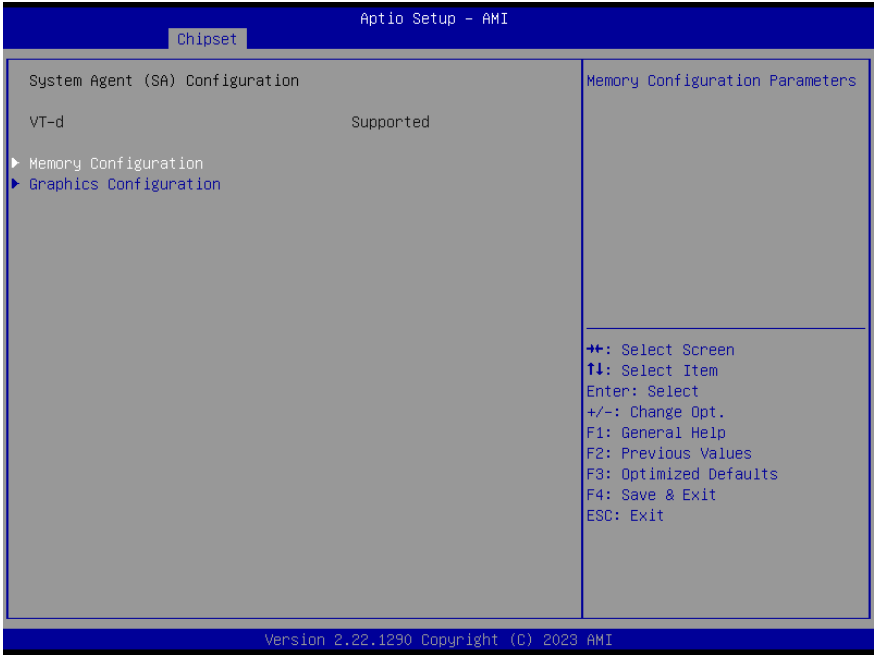 Aptio Setup – AMI
Chipset
System Agent (SA) Configuration
VT-d Supported
▶ Memory Configuration
▶ Graphics Configuration
Memory Configuration Parameters
→←: Select Screen
↑↓: Select Item
Enter: Select
+/-: Change Opt.
F1: General Help
F2: Previous Values
F3: Optimized Defaults
F4: Save & Exit
ESC: Exit
Version 2.22.1290 Copyright (C) 2023 AMI